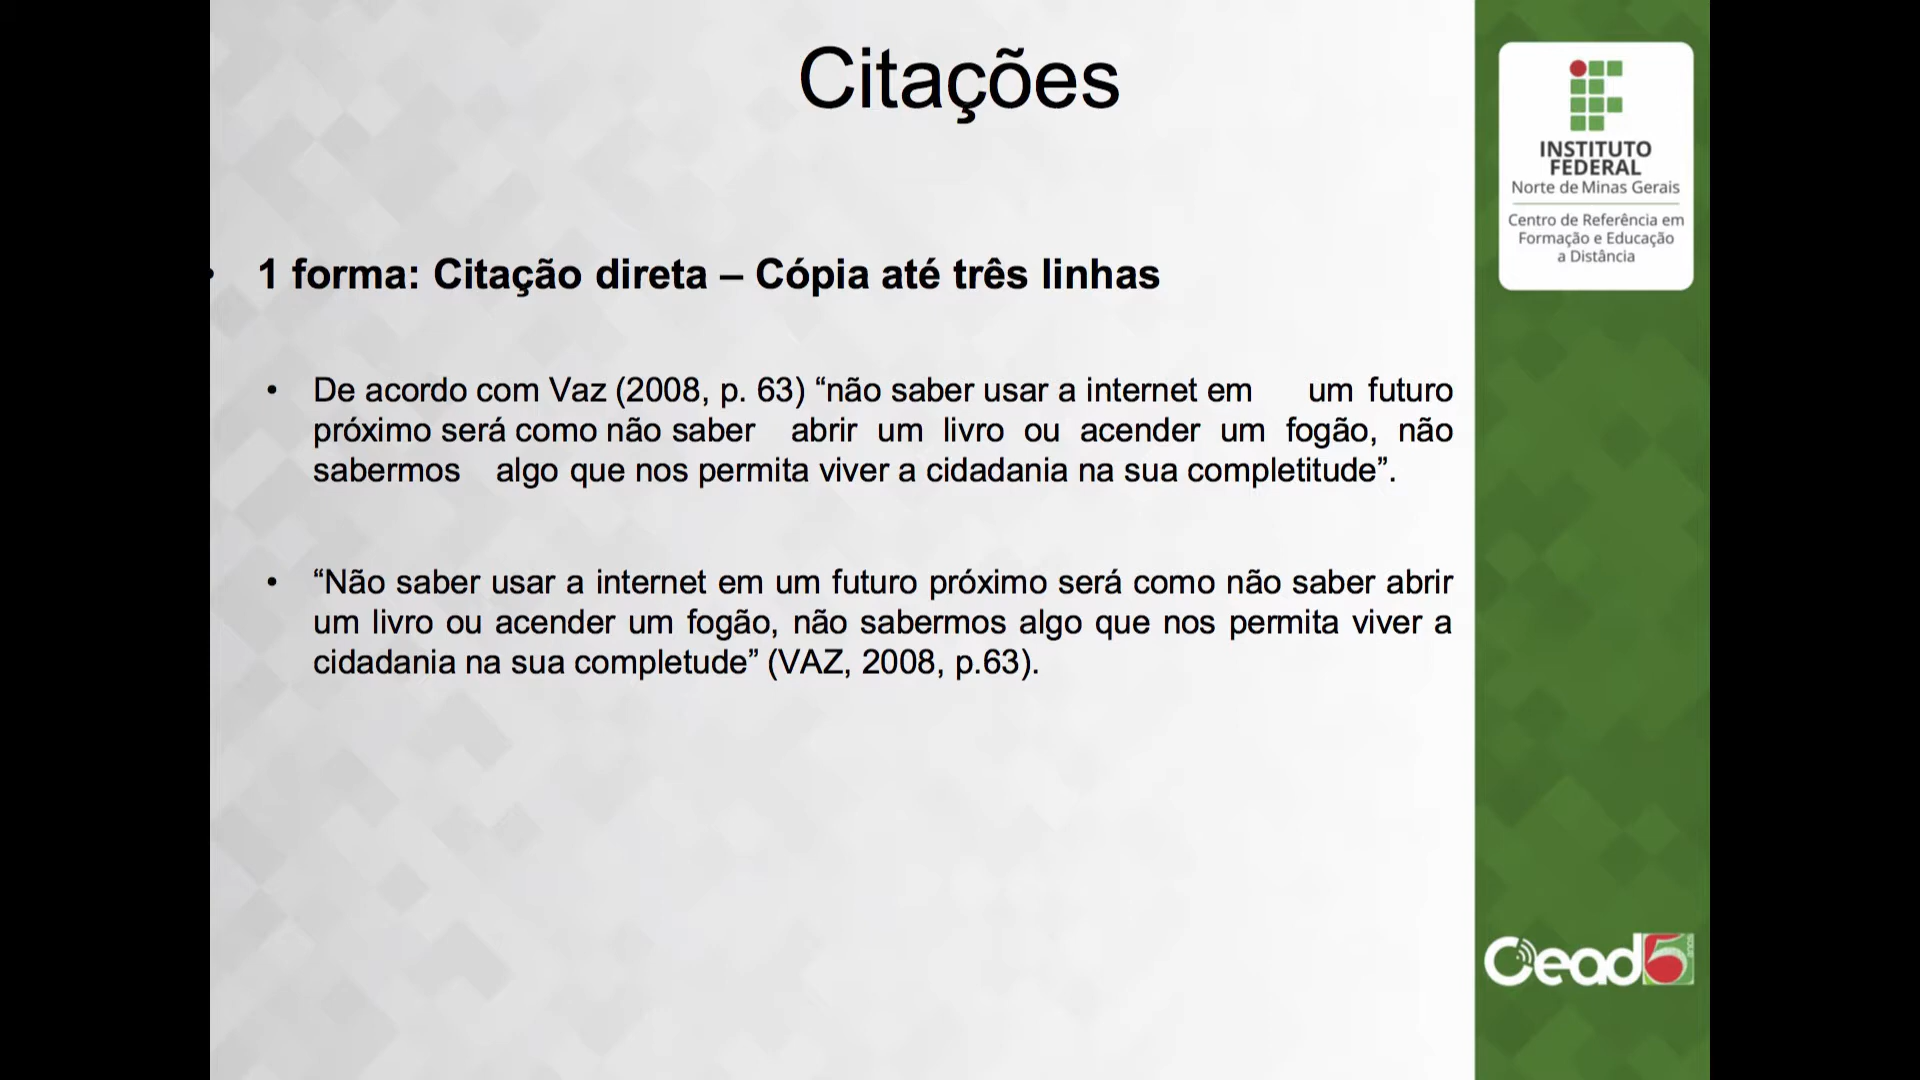 Citações
• 1 forma: Citação direta – Cópia até três linhas
• De acordo com Vaz (2008, p. 63) “não saber usar a internet em um futuro
próximo será como não saber abrir um livro ou acender um fogão, não
sabermos algo que nos permita viver a cidadania na sua completitude”.
• “Não saber usar a internet em um futuro próximo será como não saber abrir
um livro ou acender um fogão, não sabermos algo que nos permita viver a
cidadania na sua completude” (VAZ, 2008, p.63).
INSTITUTO
FEDERAL
Norte de Minas Gerais
Centro de Referência em
Formação e Educação
a Distância
Cead5
anos